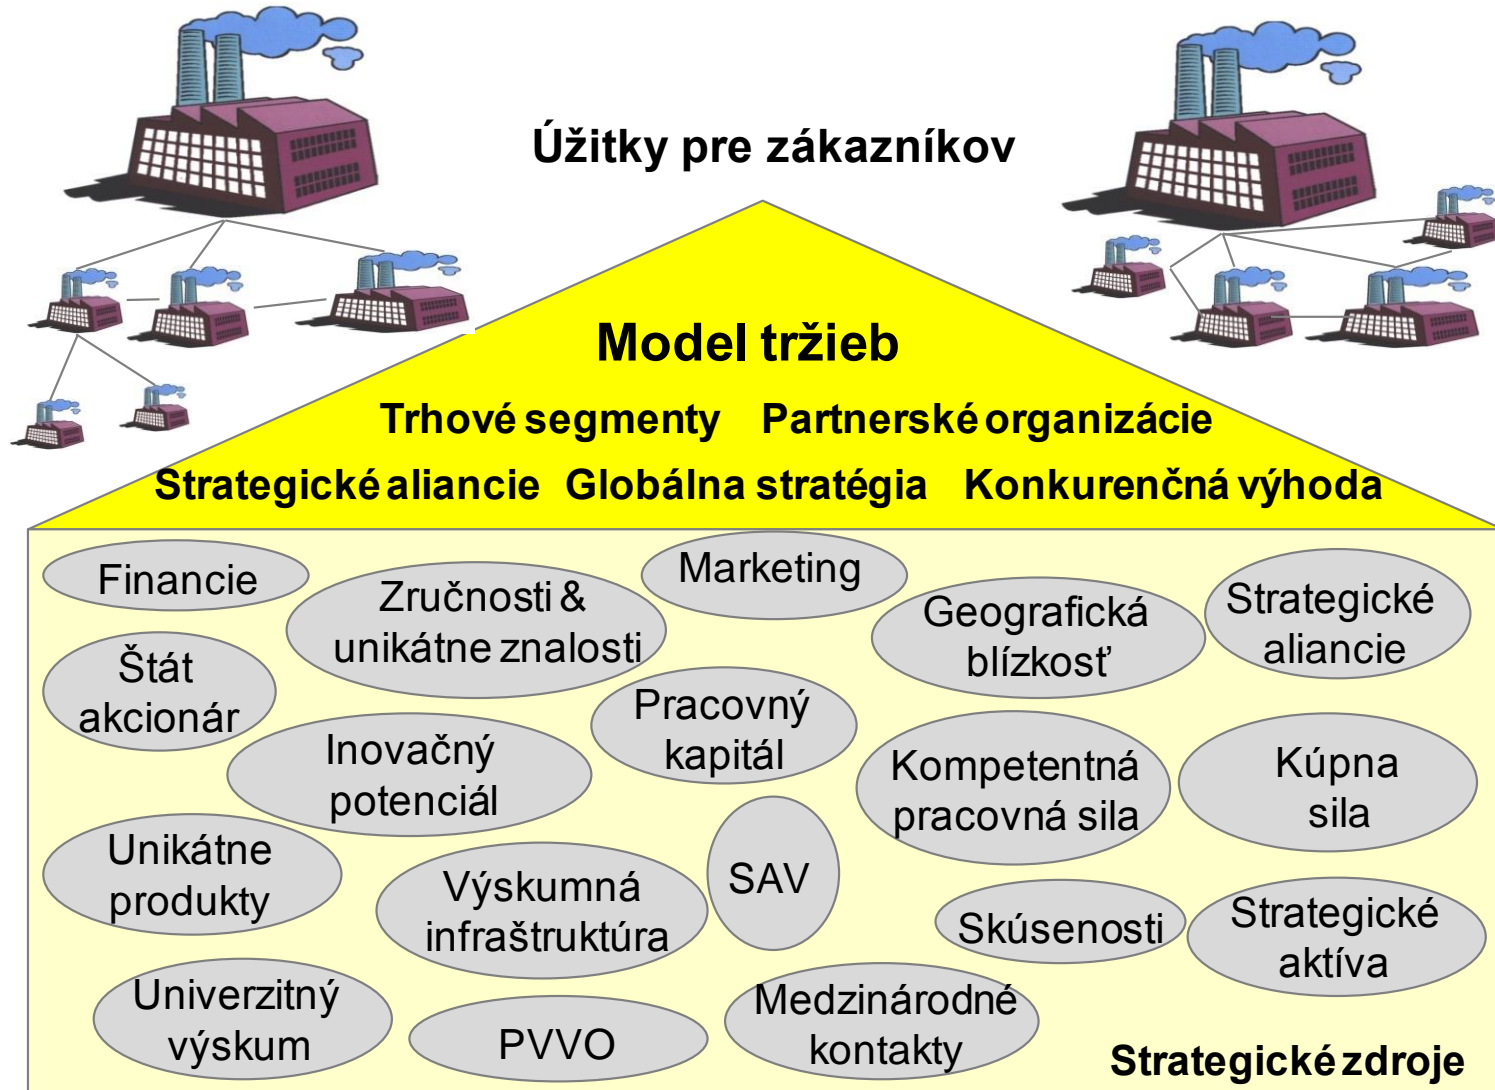 Úžitky pre zákazníkov
Model tržieb
Trhové segmenty Partnerské organizácie
Strategické aliancie Globálna stratégia Konkurenčná výhoda
Financie
Zručnosti &
unikátne znalosti
Marketing
Geografická
blízkosť
Strategické
aliancie
Štát
akcionár
Inovačný
potenciál
Pracovný
kapitál
Kompetentná
pracovná sila
Kúpna
sila
Unikátne
produkty
Výskumná
infraštruktúra
SAV
Skúsenosti
Strategické
aktíva
Univerzitný
výskum
PVVO
Medzinárodné
kontakty
Strategické zdroje